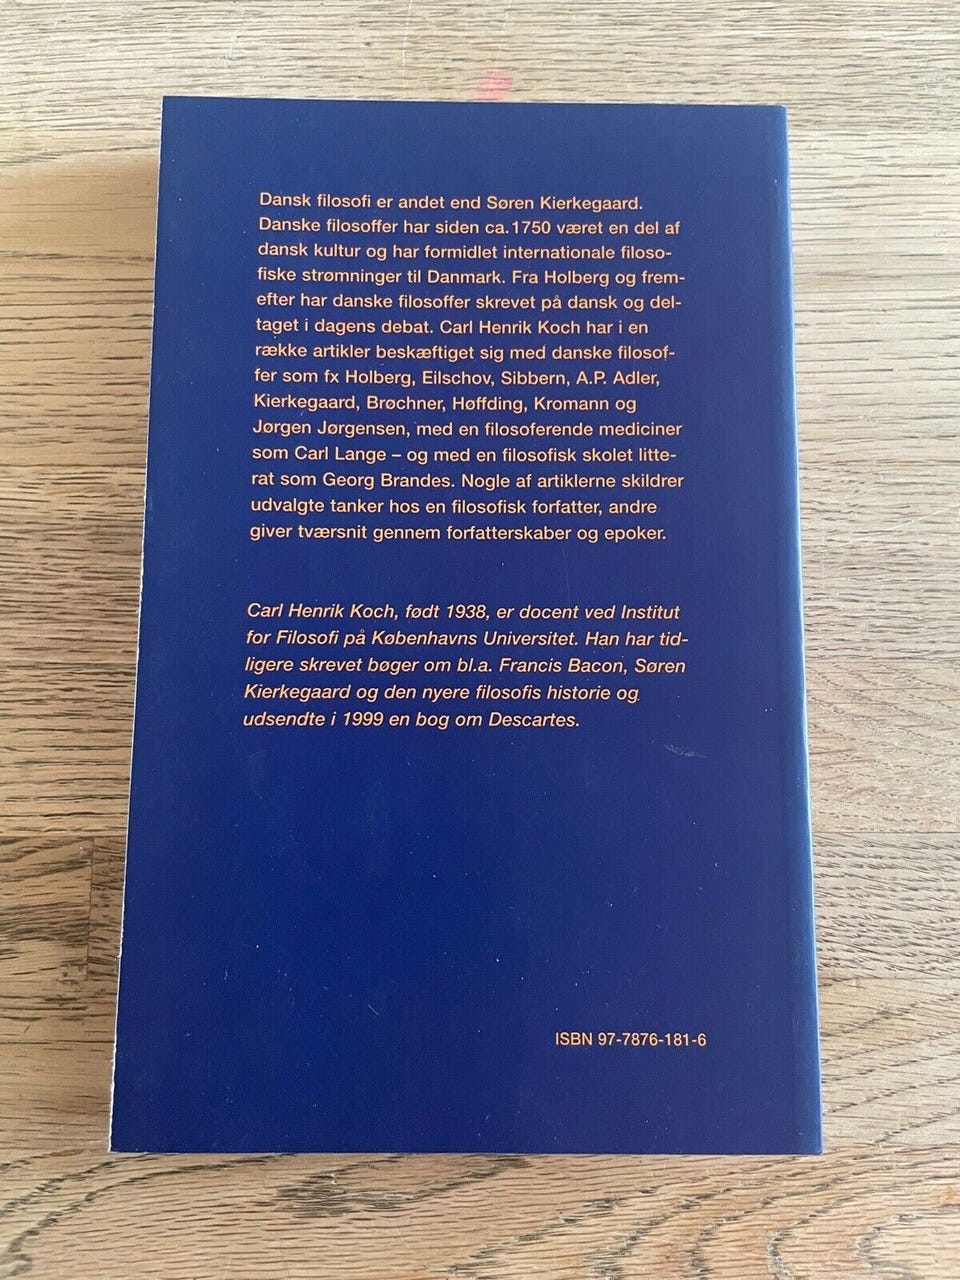 Dansk filosofi er andet end Søren Kierkegaard.
Danske filosoffer har siden ca. 1750 været en del af
dansk kultur og har formidlet internationale filoso-
fiske strømninger til Danmark. Fra Holberg og frem-
efter har danske filosoffer skrevet på dansk og del-
taget i dagens debat. Carl Henrik Koch har i en
række artikler beskæftiget sig med danske filosof-
fer som fx Holberg, Eilschov, Sibbern, A.P. Adler,
Kierkegaard, Brøchner, Høffding, Kromann og
Jørgen Jørgensen, med en filosoferende mediciner
som Carl Lange – og med en filosofisk skolet litte-
rat som Georg Brandes. Nogle af artiklerne skildrer
udvalgte tanker hos en filosofisk forfatter, andre
giver tværsnit gennem forfatterskaber og epoker.
Carl Henrik Koch, født 1938, er docent ved Institut
for Filosofi på Københavns Universitet. Han har tid-
ligere skrevet bøger om bl.a. Francis Bacon, Søren
Kierkegaard og den nyere filosofis historie og
udsendte i 1999 en bog om Descartes.
ISBN 97-7876-181-6